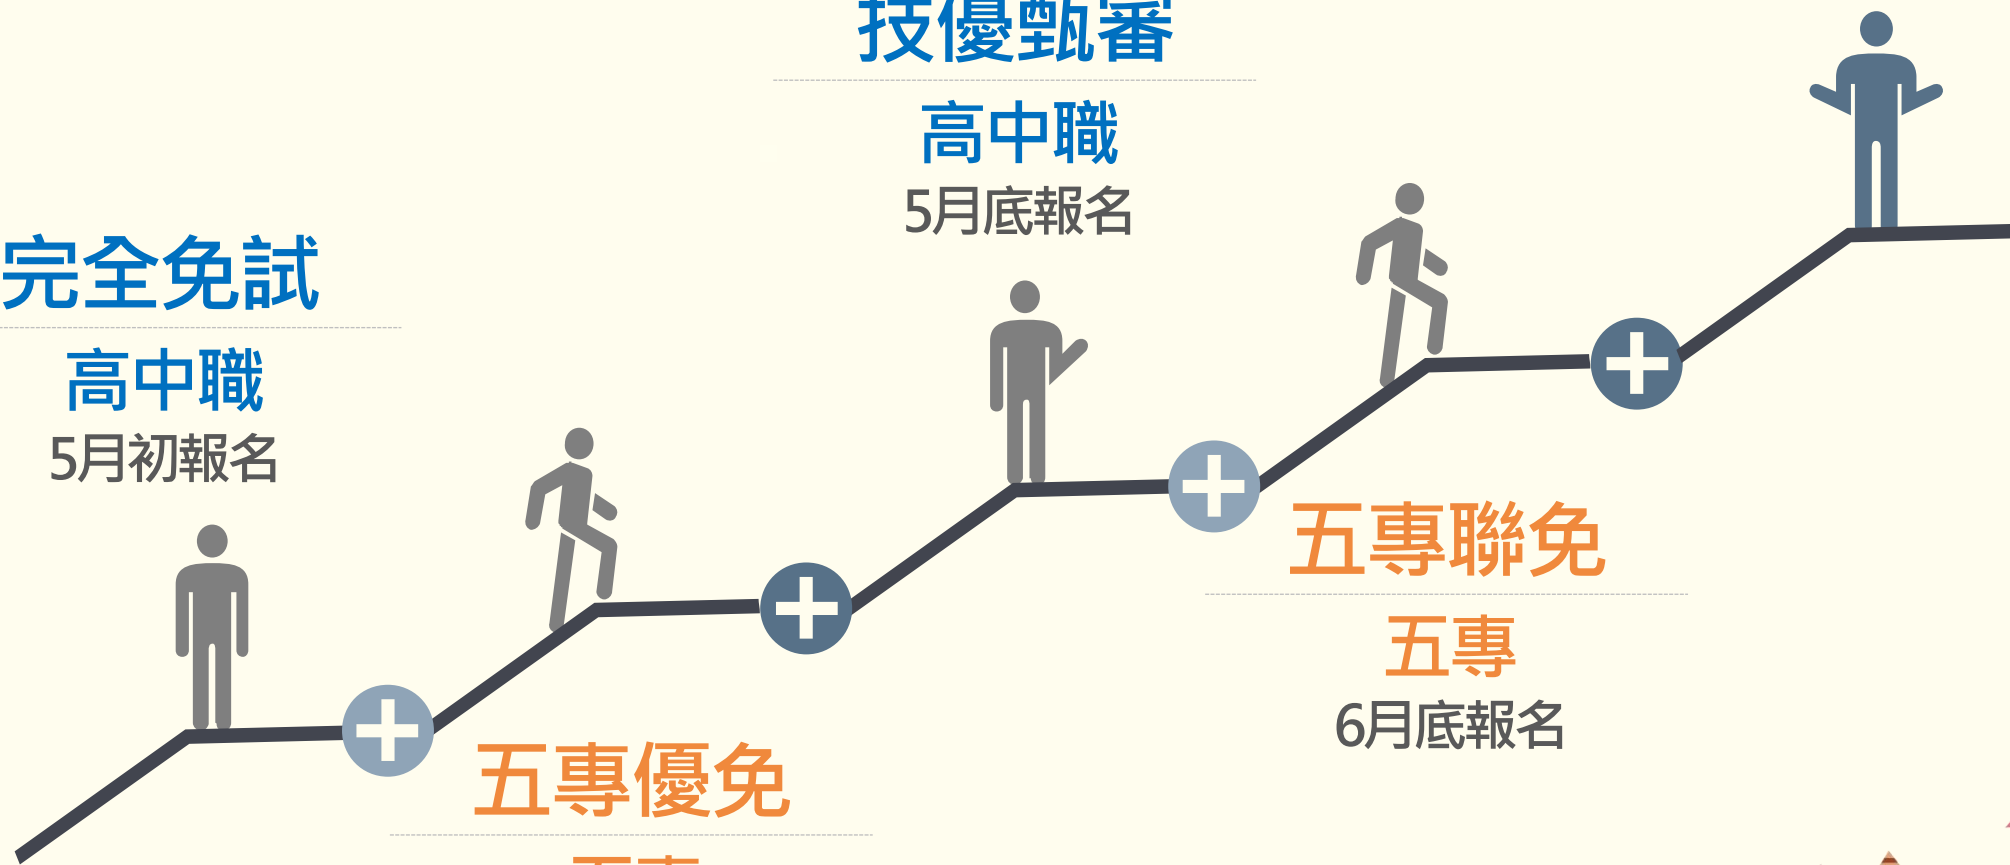 技優甄審
高中職
5月底報名
完全免試
高中職
5月初報名
五專聯免
五專
6月底報名
五專優免
五專